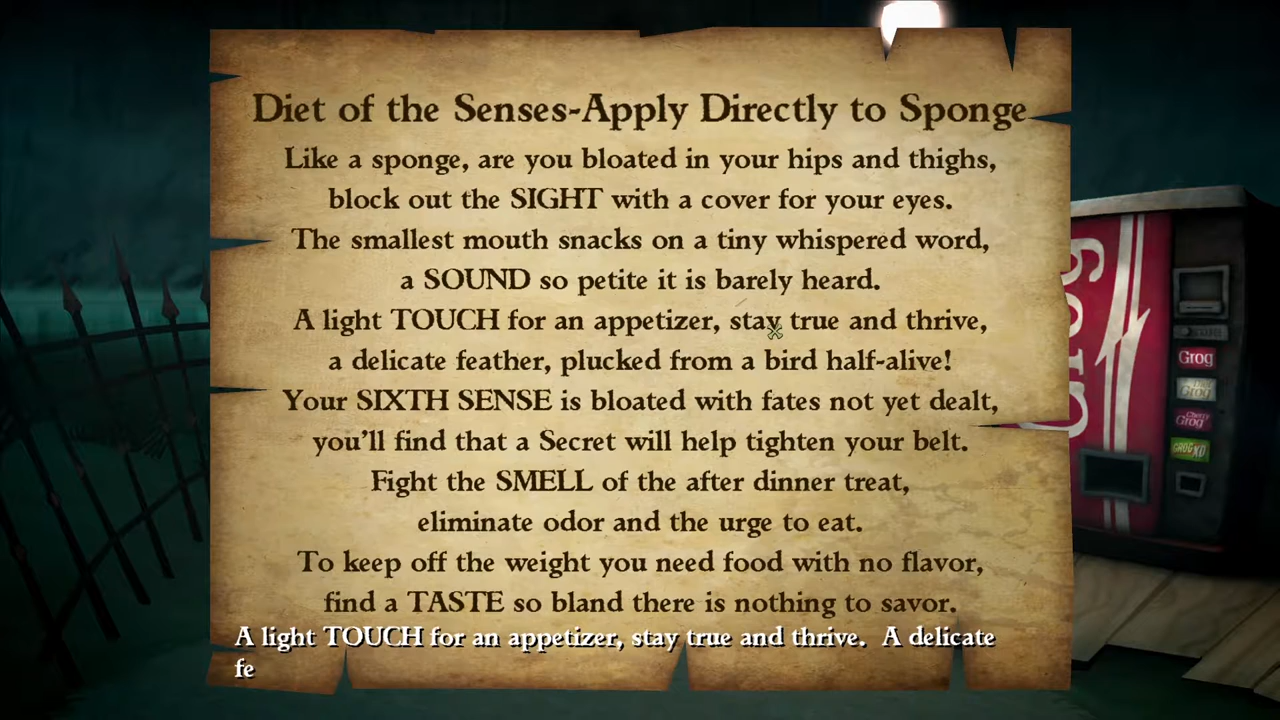 Diet of the Senses-Apply Directly to Sponge
Like a sponge, are you bloated in your hips and thighs,
block out the SIGHT with a cover for your eyes.
The smallest mouth snacks on a tiny whispered word,
a SOUND so petite it is barely heard.
A light TOUCH for an appetizer, stay true and thrive,
a delicate feather, plucked from a bird half-alive!
Your SIXTH SENSE is bloated with fates not yet dealt,
you'll find that a Secret will help tighten your belt.
Fight the SMELL of the after dinner treat,
eliminate odor and the urge to eat.
To keep off the weight you need food with no flavor,
find a TASTE so bland there is nothing to savor.
A light TOUCH for an appetizer, stay true and thrive.  A delicate
fe
Grog
Grog
Grog
Cherry
Grog
GROG XD